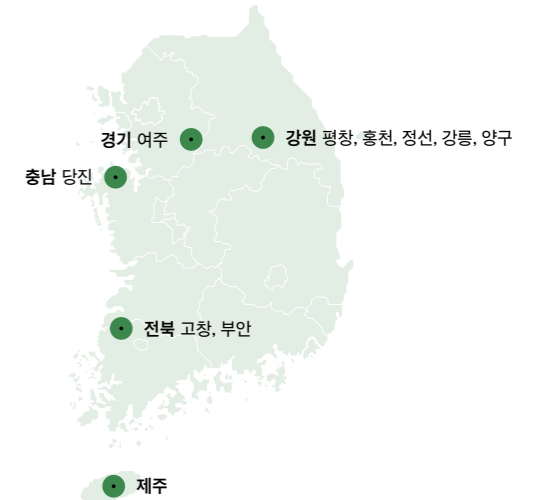 경기 여주
강원 평창, 홍천, 정선, 강릉, 양구
충남 당진
전북 고창, 부안
제주